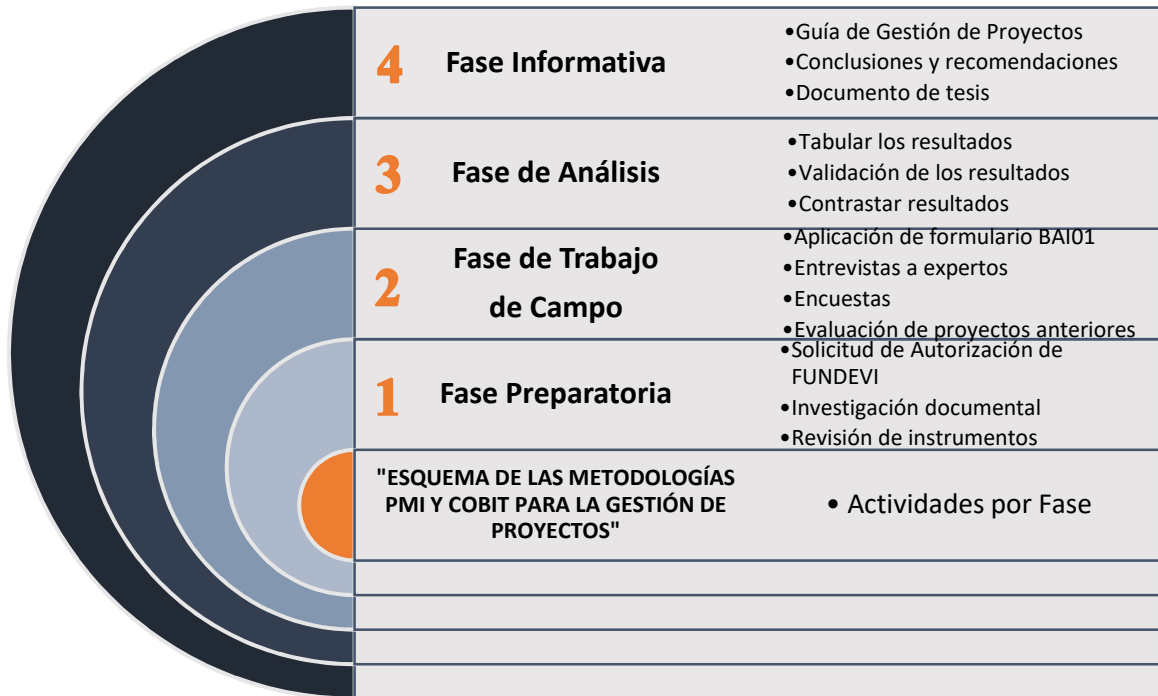 4
Fase Informativa
•Guía de Gestión de Proyectos
•Conclusiones y recomendaciones
•Documento de tesis
3
Fase de Análisis
•Tabular los resultados
•Validación de los resultados
•Contrastar resultados
2
Fase de Trabajo
de Campo
•Aplicación de formulario BAI01
•Entrevistas a expertos
•Encuestas
•Evaluación de proyectos anteriores
1
Fase Preparatoria
•Solicitud de Autorización de
FUNDEVI
•Investigación documental
•Revisión de instrumentos
"ESQUEMA DE LAS METODOLOGÍAS
PMI Y COBIT PARA LA GESTIÓN DE
PROYECTOS"
• Actividades por Fase